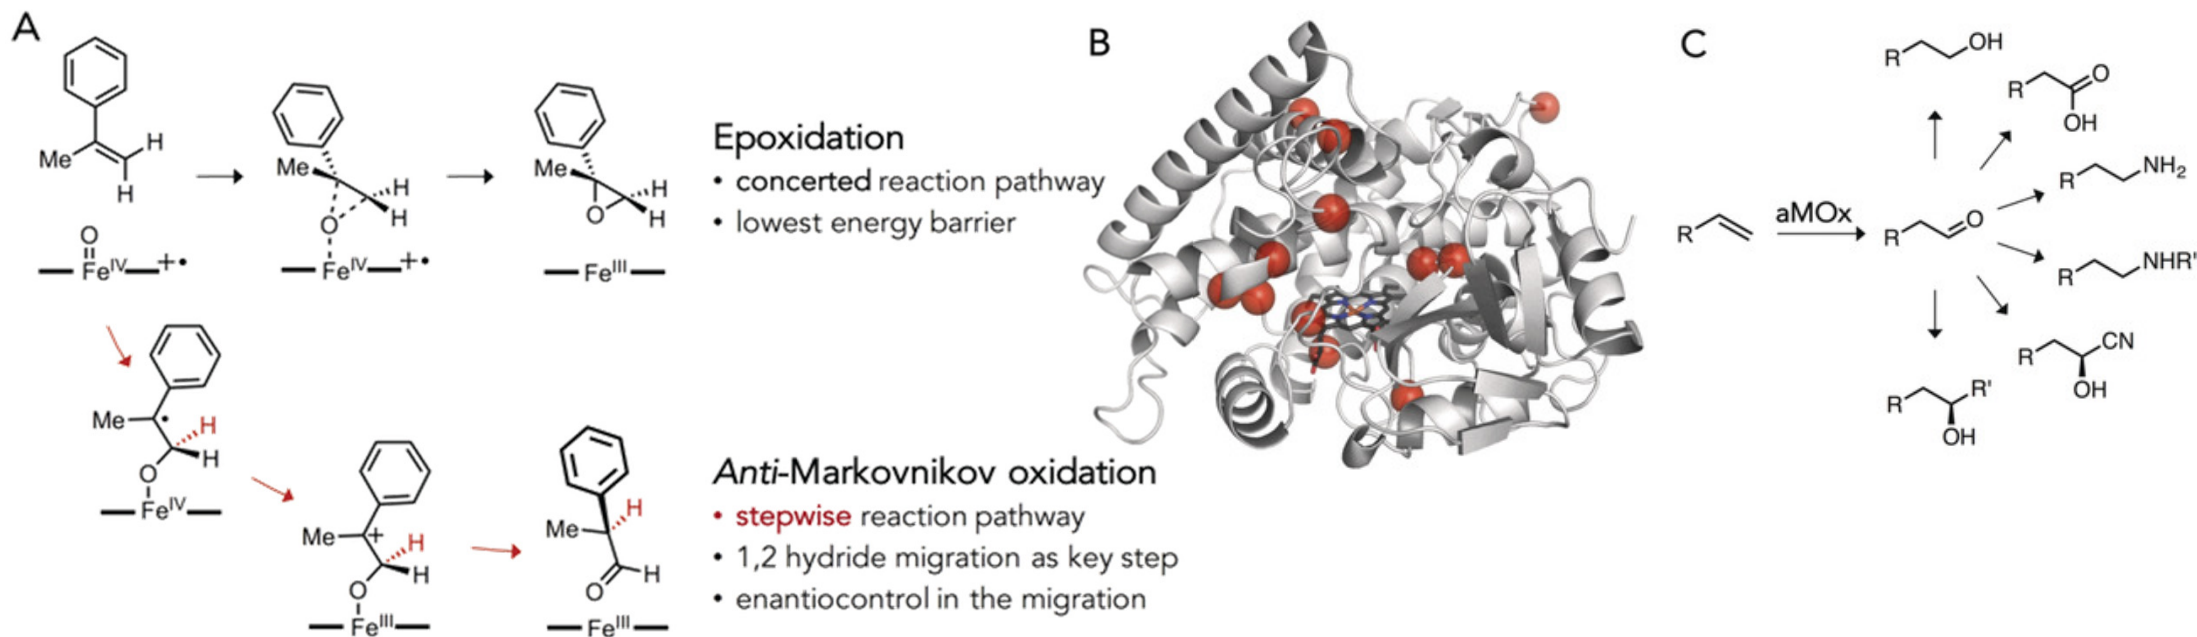 A
Me
H
H
O
Fe^IV
+•
Me
H
H
O
Fe^IV
+•
Me
H
H
O
Fe^III
Epoxidation
• concerted reaction pathway
• lowest energy barrier
Me
•
H
H
O
Fe^IV
Me
+
H
H
O
Fe^III
Me
H
H
O
Fe^III
Anti-Markovnikov oxidation
• stepwise reaction pathway
• 1,2 hydride migration as key step
• enantiocontrol in the migration
B
C
R
aMOx
R
O
R
OH
R
O
OH
R
NH2
R
NHR'
R
CN
OH
R
R'
OH